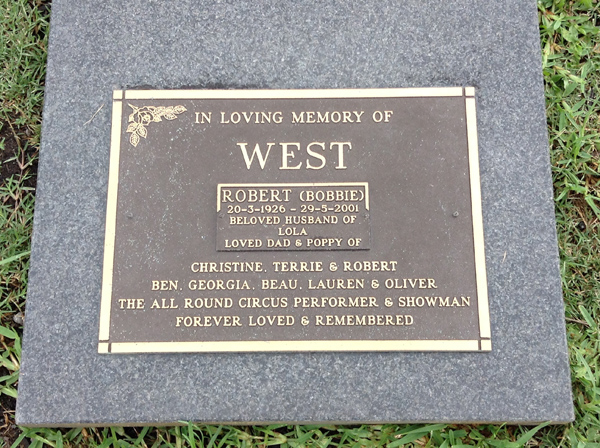 IN LOVING MEMORY OF
WEST
ROBERT (BOBBIE)
20-3-1926 - 29-5-2001
BELOVED HUSBAND OF
LOLA
LOVED DAD & POPPY OF
CHRISTINE, TERRIE & ROBERT
BEN, GEORGIA, BEAU, LAUREN & OLIVER
THE ALL ROUND CIRCUS PERFORMER & SHOWMAN
FOREVER LOVED & REMEMBERED